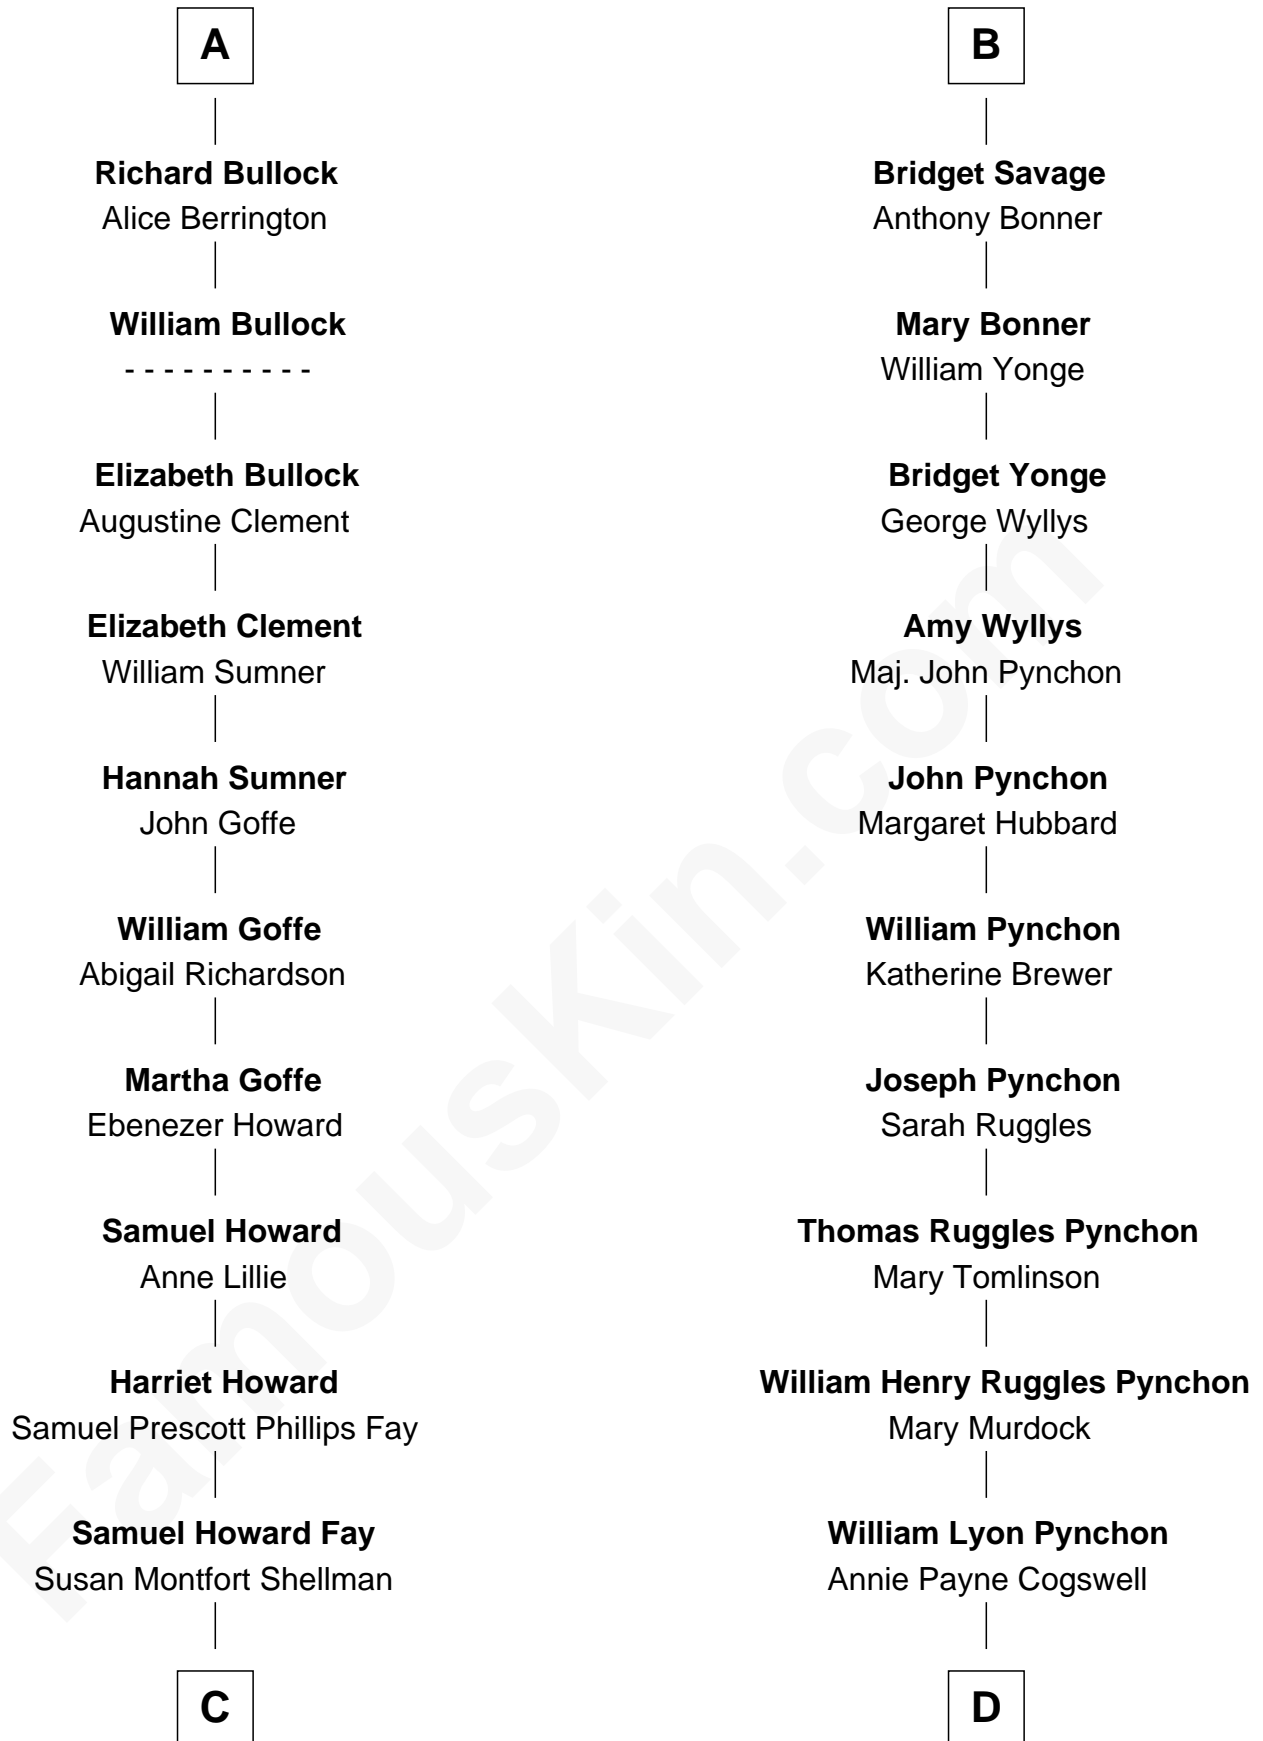 A
Richard Bullock
Alice Berrington
William Bullock
- - - - - - - - - -
Elizabeth Bullock
Augustine Clement
Elizabeth Clement
William Sumner
Hannah Sumner
John Goffe
William Goffe
Abigail Richardson
Martha Goffe
Ebenezer Howard
Samuel Howard
Anne Lillie
Harriet Howard
Samuel Prescott Phillips Fay
Samuel Howard Fay
Susan Montfort Shellman
C
B
Bridget Savage
Anthony Bonner
Mary Bonner
William Yonge
Bridget Yonge
George Wyllys
Amy Wyllys
Maj. John Pynchon
John Pynchon
Margaret Hubbard
William Pynchon
Katherine Brewer
Joseph Pynchon
Sarah Ruggles
Thomas Ruggles Pynchon
Mary Tomlinson
William Henry Ruggles Pynchon
Mary Murdock
William Lyon Pynchon
Annie Payne Cogswell
D
FamousKin.com